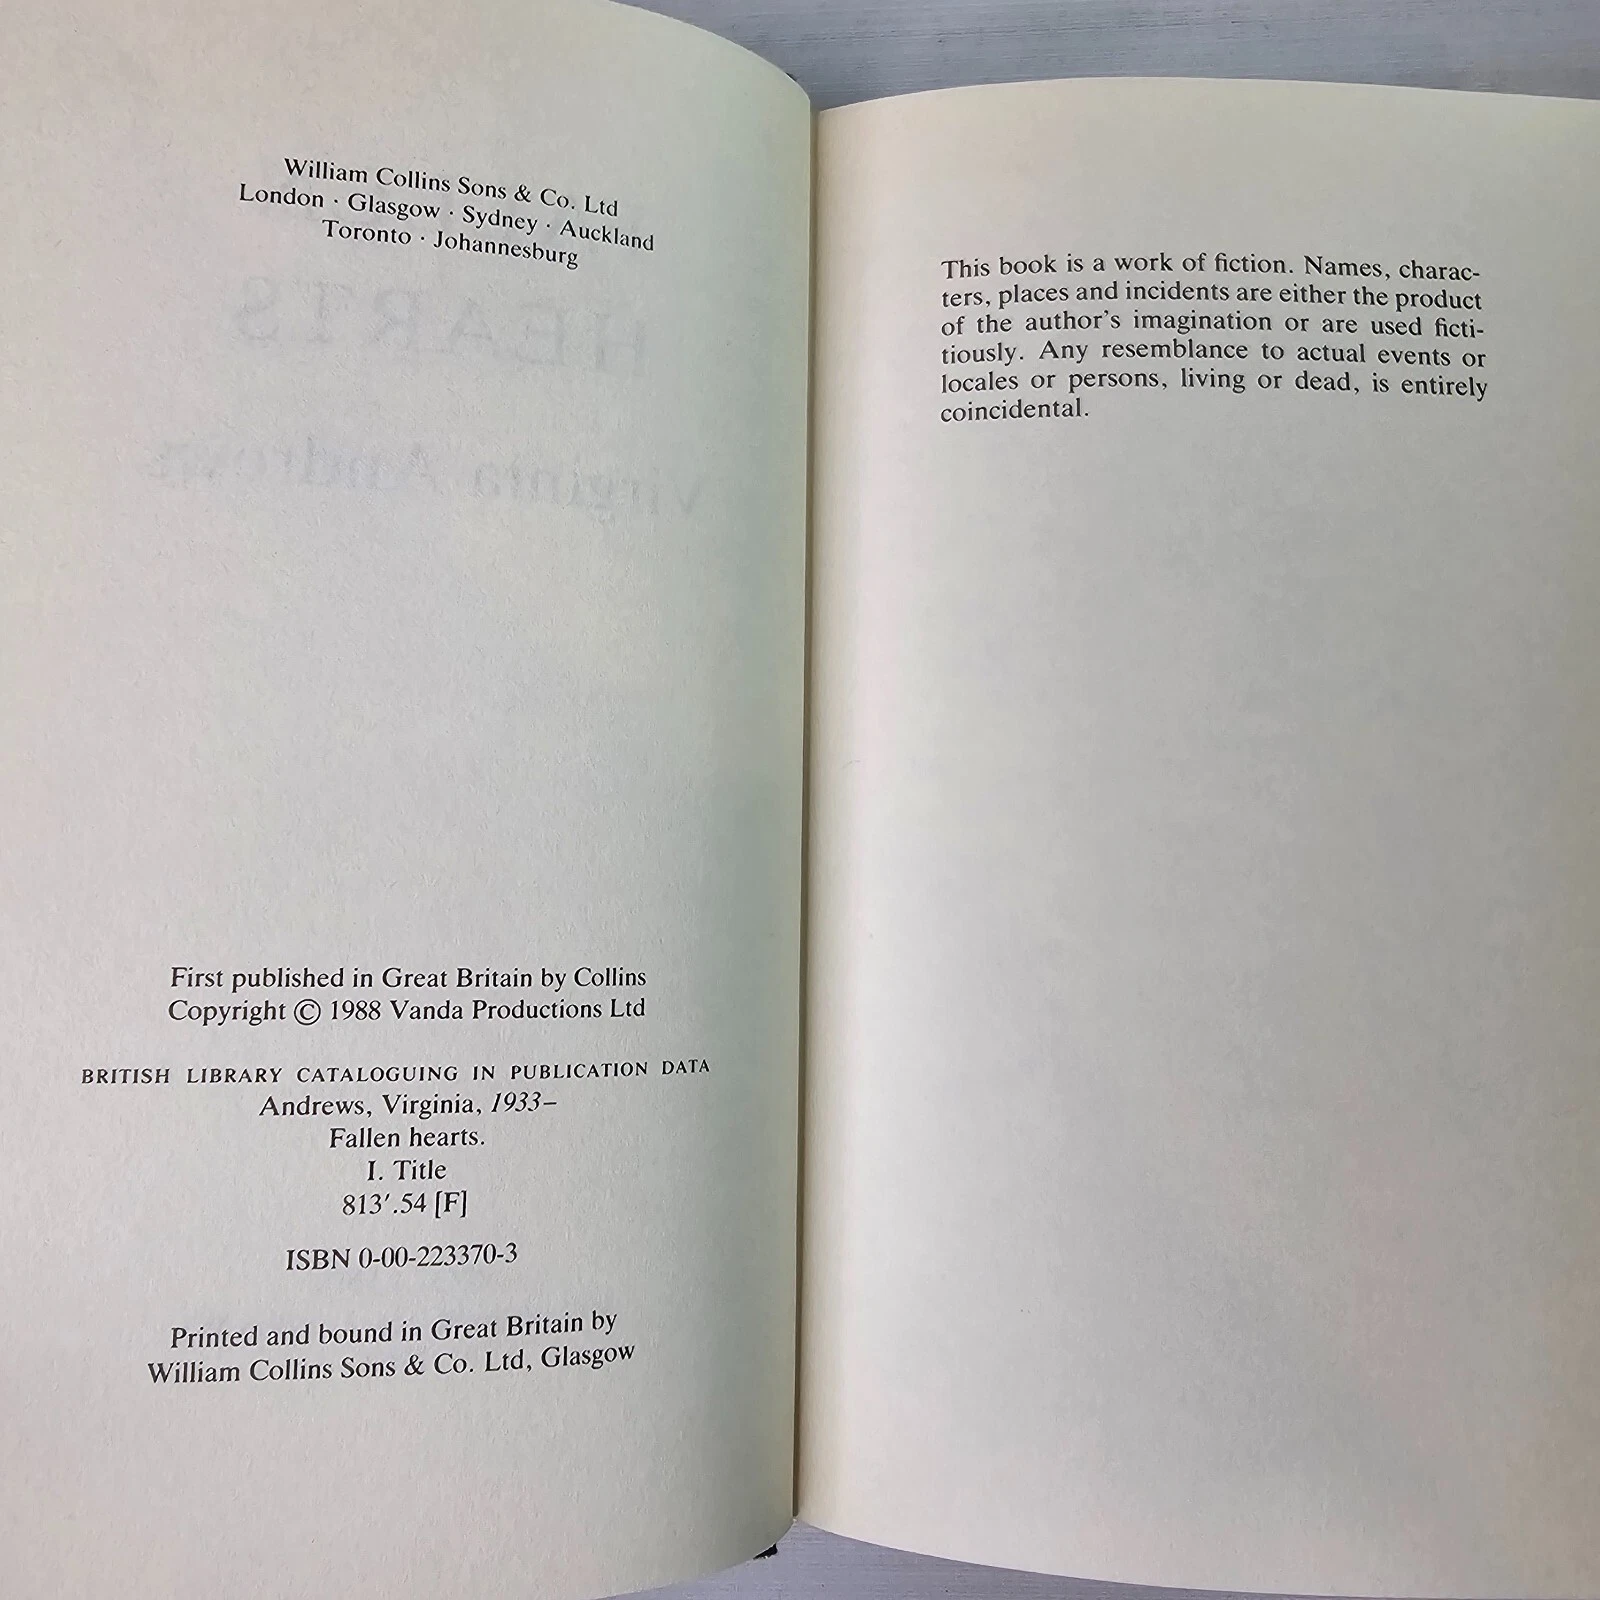 William Collins Sons & Co. Ltd
London · Glasgow · Sydney · Auckland
Toronto · Johannesburg
HEARTS
Virginia Andrews
First published in Great Britain by Collins
Copyright © 1988 Vanda Productions Ltd
BRITISH LIBRARY CATALOGUING IN PUBLICATION DATA
Andrews, Virginia, 1933–
Fallen hearts.
I. Title
813′.54 [F]
ISBN 0-00-223370-3
Printed and bound in Great Britain by
William Collins Sons & Co. Ltd, Glasgow
This book is a work of fiction. Names, charac-
ters, places and incidents are either the product
of the author's imagination or are used ficti-
tiously. Any resemblance to actual events or
locales or persons, living or dead, is entirely
coincidental.